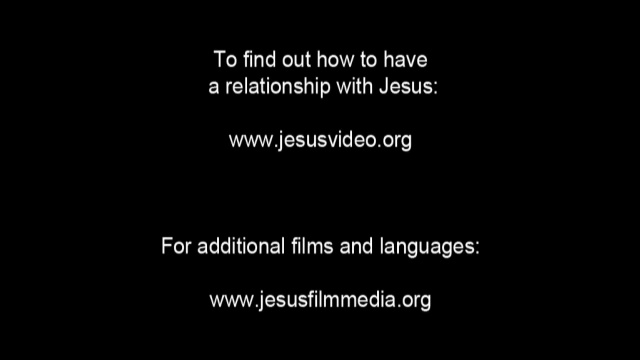 To find out how to have
a relationship with Jesus:
www.jesusvideo.org
For additional films and languages:
www.jesusfilmmedia.org